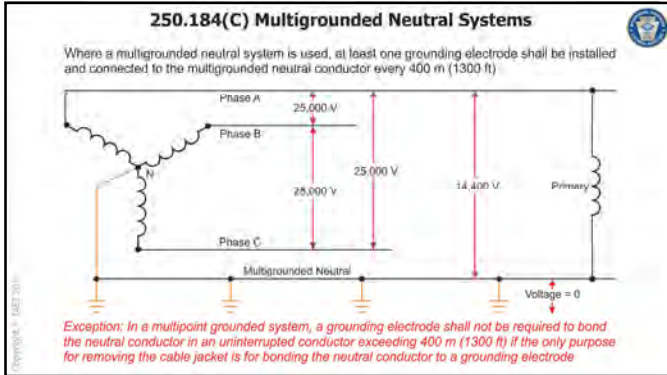 250.184(C) Multigrounded Neutral Systems
Where a multigrounded neutral system is used, at least one grounding electrode shall be installed
and connected to the multigrounded neutral conductor every 400 m (1300 ft)
Phase A
25,000 V
Phase B
N
25,000 V
25,000 V
14,400 V
Primary
Phase C
Multigrounded Neutral
Voltage = 0
Exception: In a multipoint grounded system, a grounding electrode shall not be required to bond
the neutral conductor in an uninterrupted conductor exceeding 400 m (1300 ft) if the only purpose
for removing the cable jacket is for bonding the neutral conductor to a grounding electrode
Copyright ©